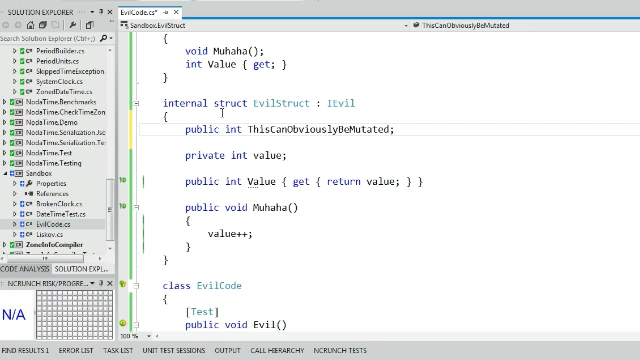 SOLUTION EXPLORER
Search Solution Explorer
PeriodBuilder.cs
PeriodUnits.cs
SkippedTimeException
SystemClock.cs
ZonedDateTime.cs
NodaTime.Benchmarks
NodaTime.CheckTimeZon
NodaTime.Demo
NodaTime.Serialization.Json
NodaTime.Serialization.Test
NodaTime.Test
NodaTime.Testing
Sandbox
Properties
References
BrokenClock.cs
DateTimeTest.cs
EvilCode.cs
Liskov.cs
ZoneInfoCompiler
CODE ANALYSIS SOLUTION EXPL...
NCRUNCH RISK/PROGRE...
N/A
EvilCode.cs*
Sandbox.EvilStruct
ThisCanObviouslyBeMutated
{
void Muhaha();
int Value { get; }
}
internal struct EvilStruct : IEvil
{
public int ThisCanObviouslyBeMutated;
private int value;
public int Value { get { return value; } }
public void Muhaha()
{
value++;
}
}
class EvilCode
{
[Test]
public void Evil()
100 %
FIND RESULTS 1 ERROR LIST TASK LIST UNIT TEST SESSIONS OUTPUT CALL HIERARCHY NCRUNCH TESTS